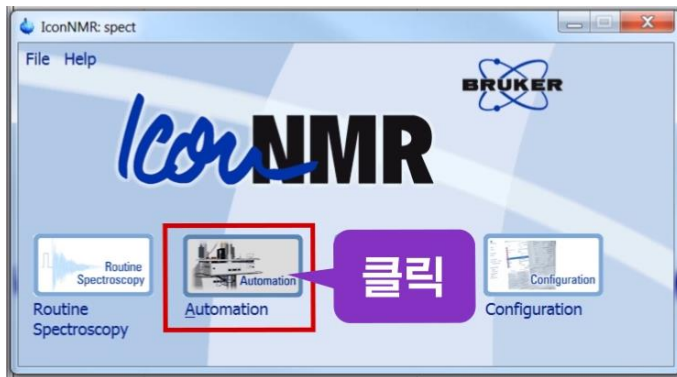 IconNMR: spect
File Help
BRUKER
IconNMR
Routine
Spectroscopy
Automation
클릭
Configuration
Routine
Spectroscopy
Automation
Configuration